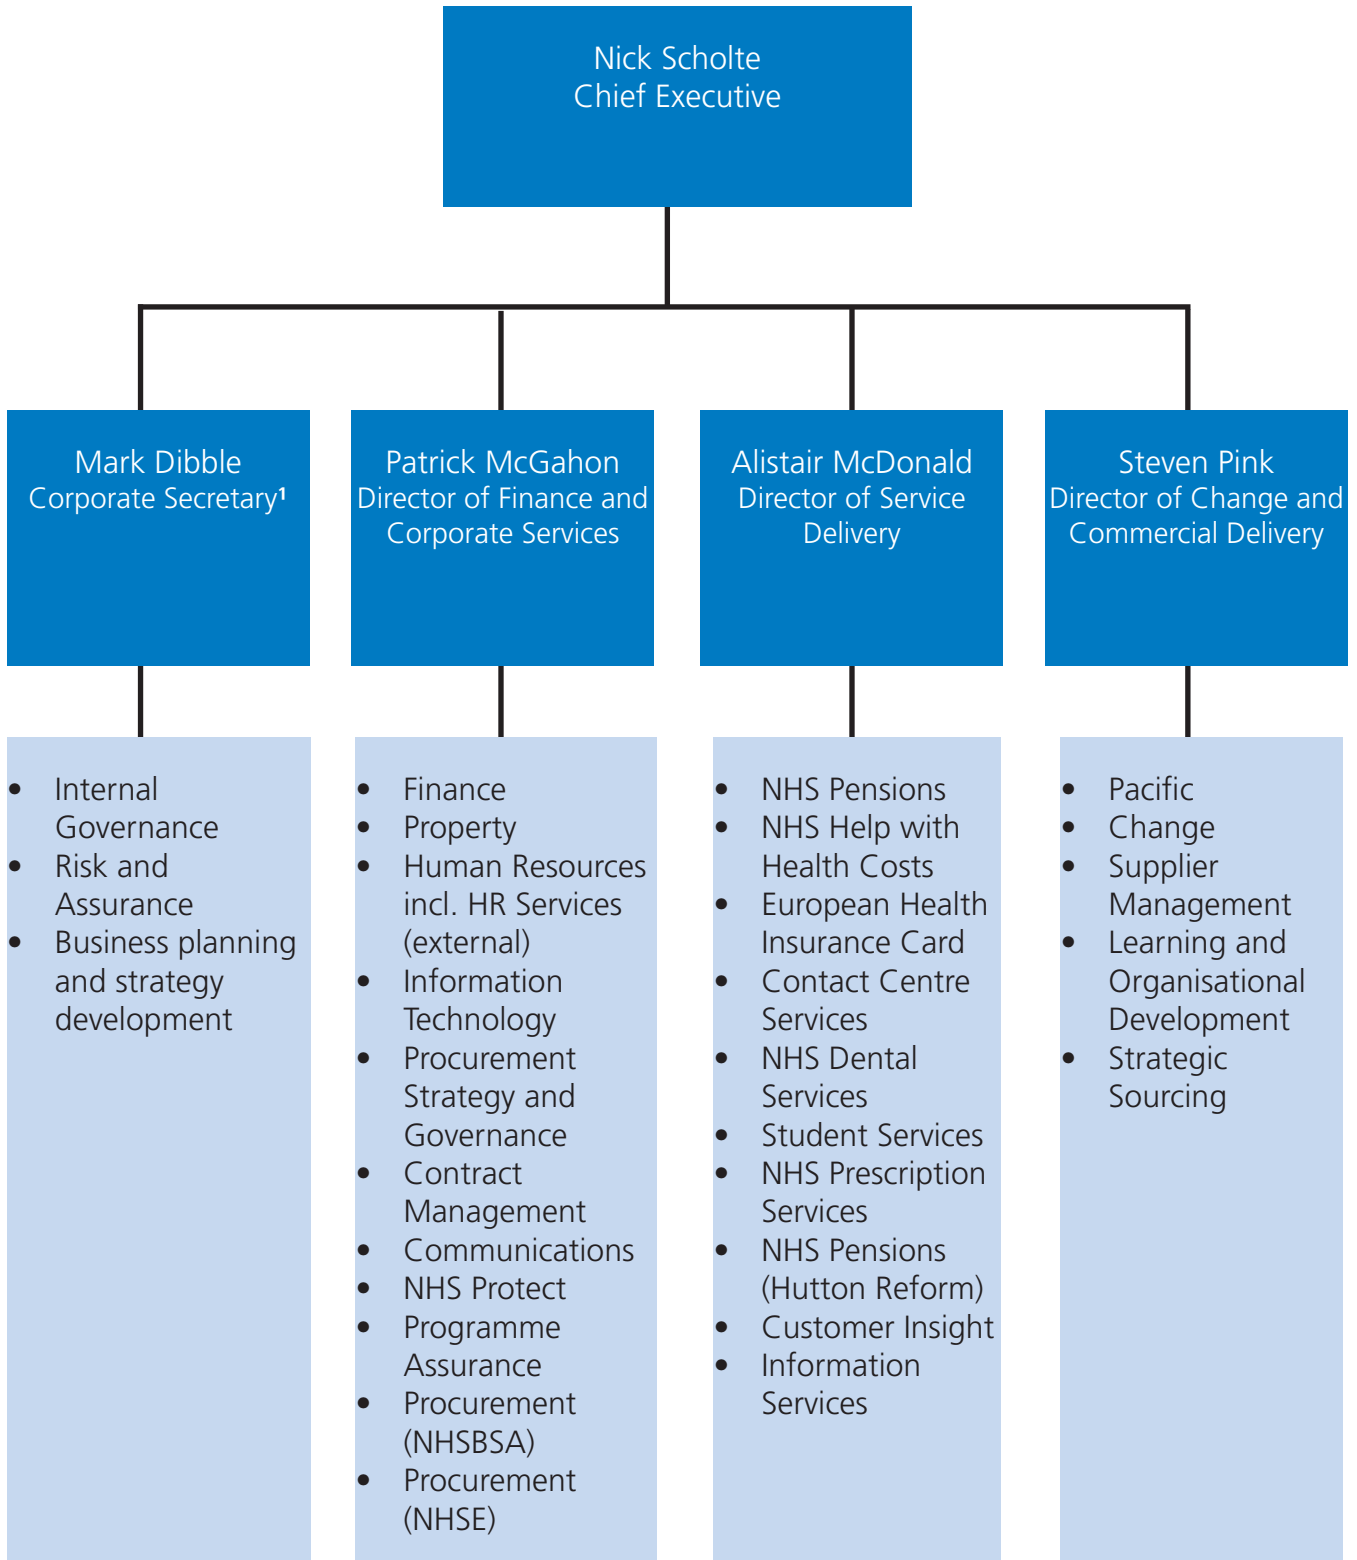 Nick Scholte
Chief Executive
Mark Dibble
Corporate Secretary¹
Patrick McGahon
Director of Finance and
Corporate Services
Alistair McDonald
Director of Service
Delivery
Steven Pink
Director of Change and
Commercial Delivery
• Internal
Governance
• Risk and
Assurance
• Business planning
and strategy
development
• Finance
• Property
• Human Resources
incl. HR Services
(external)
• Information
Technology
• Procurement
Strategy and
Governance
• Contract
Management
• Communications
• NHS Protect
• Programme
Assurance
• Procurement
(NHSBSA)
• Procurement
(NHSE)
• NHS Pensions
• NHS Help with
Health Costs
• European Health
Insurance Card
• Contact Centre
Services
• NHS Dental
Services
• Student Services
• NHS Prescription
Services
• NHS Pensions
(Hutton Reform)
• Customer Insight
• Information
Services
• Pacific
• Change
• Supplier
Management
• Learning and
Organisational
Development
• Strategic
Sourcing